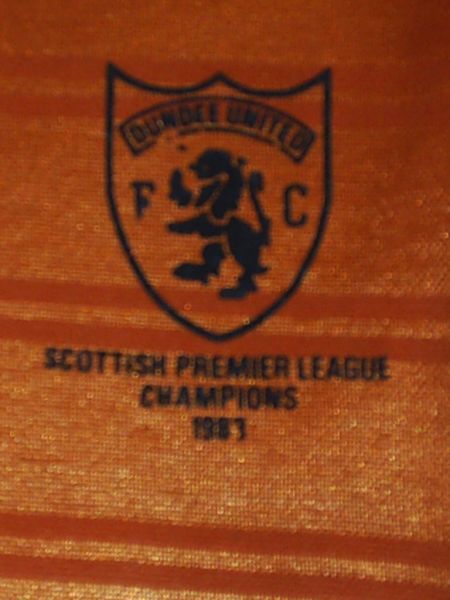 DUNDEE UNITED
F C
SCOTTISH PREMIER LEAGUE
CHAMPIONS
1983